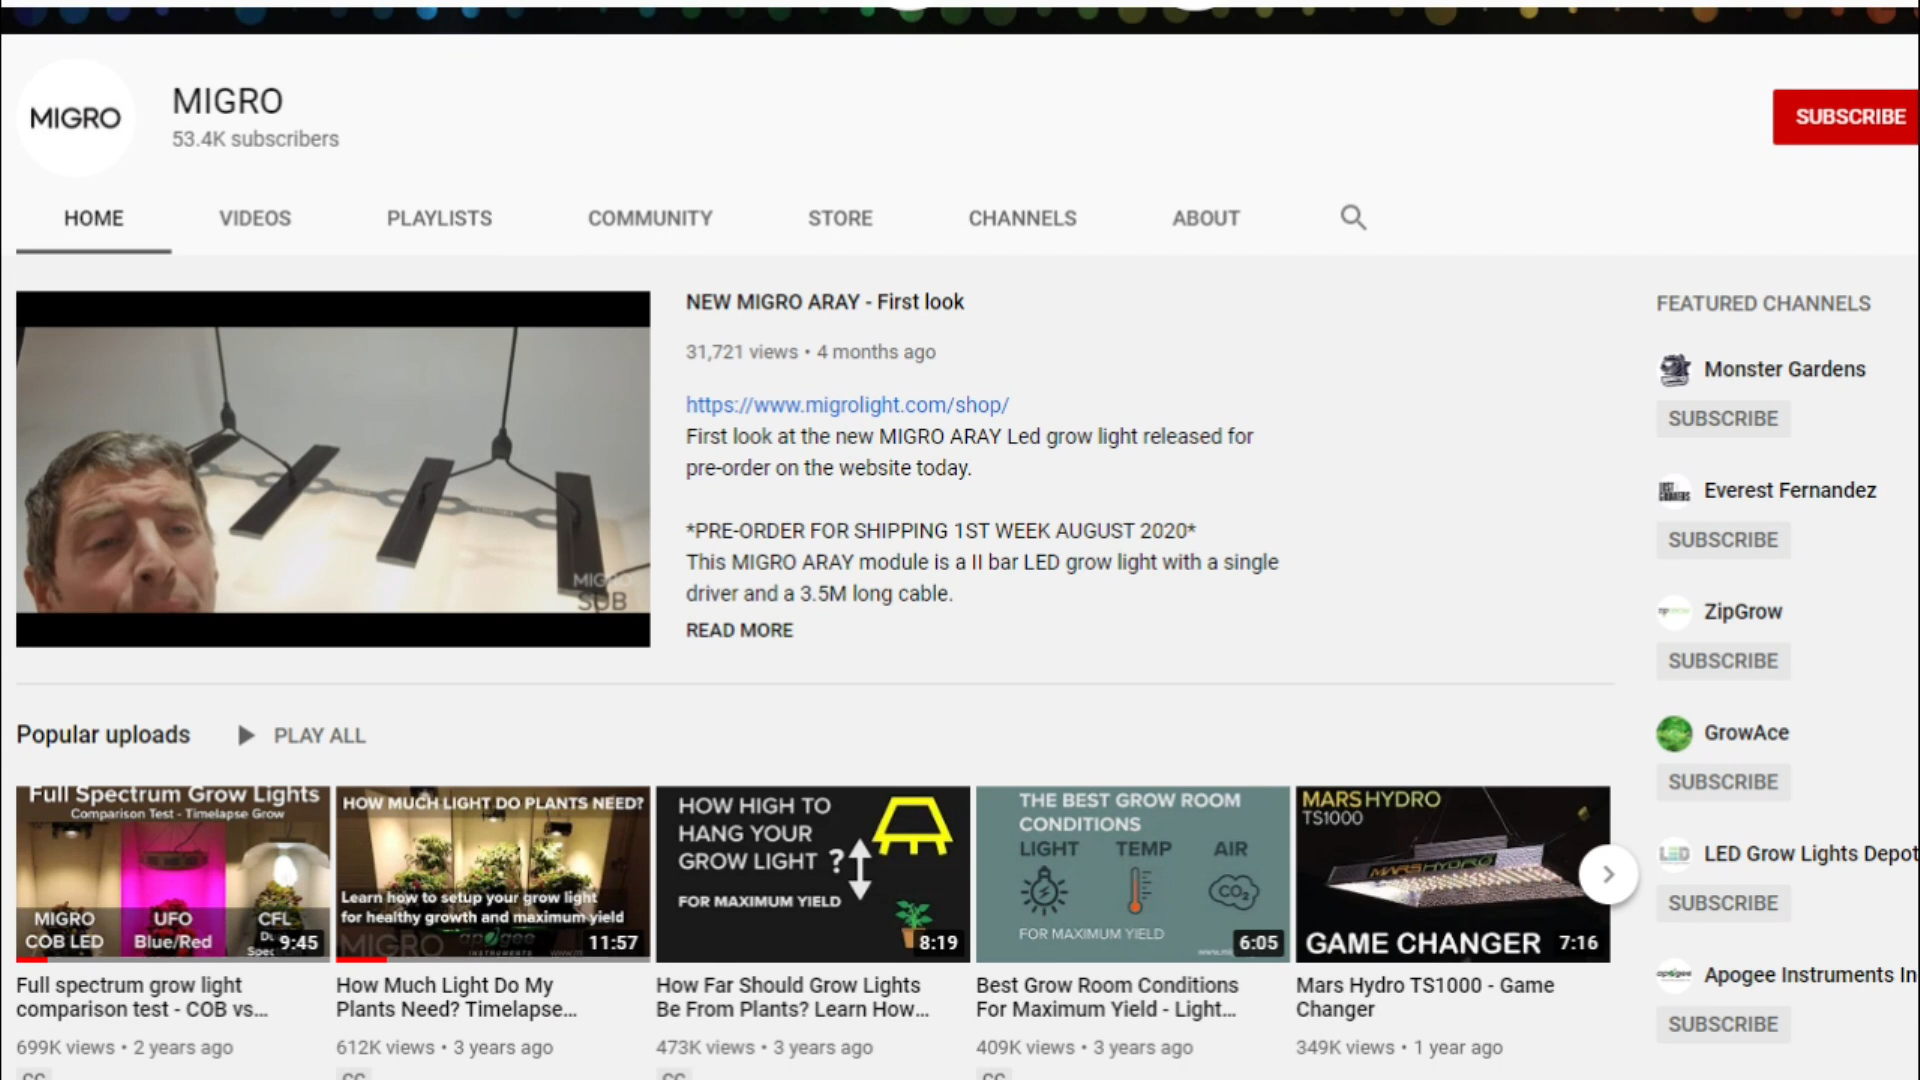 MIGRO
MIGRO
53.4K subscribers
SUBSCRIBE
HOME
VIDEOS
PLAYLISTS
COMMUNITY
STORE
CHANNELS
ABOUT
MIGRO
SUB
NEW MIGRO ARAY - First look
31,721 views • 4 months ago
https://www.migrolight.com/shop/
First look at the new MIGRO ARAY Led grow light released for
pre-order on the website today.
*PRE-ORDER FOR SHIPPING 1ST WEEK AUGUST 2020*
This MIGRO ARAY module is a II bar LED grow light with a single
driver and a 3.5M long cable.
READ MORE
FEATURED CHANNELS
Monster Gardens
SUBSCRIBE
Everest Fernandez
SUBSCRIBE
ZipGrow
SUBSCRIBE
GrowAce
SUBSCRIBE
LED
LED Grow Lights Depot
SUBSCRIBE
apogee
Apogee Instruments In
SUBSCRIBE
Popular uploads
PLAY ALL
Full Spectrum Grow Lights
Comparison Test - Timelapse Grow
MIGRO
COB LED
UFO
Blue/Red
CFL
9:45
Full spectrum grow light
comparison test - COB vs...
699K views • 2 years ago
CC
HOW MUCH LIGHT DO PLANTS NEED?
Learn how to setup your grow light
for healthy growth and maximum yield
MIGRO
apogee
INSTRUMENTS
11:57
How Much Light Do My
Plants Need? Timelapse...
612K views • 3 years ago
CC
HOW HIGH TO
HANG YOUR
GROW LIGHT ?
FOR MAXIMUM YIELD
8:19
How Far Should Grow Lights
Be From Plants? Learn How...
473K views • 3 years ago
CC
THE BEST GROW ROOM
CONDITIONS
LIGHT TEMP AIR
CO2
FOR MAXIMUM YIELD
6:05
Best Grow Room Conditions
For Maximum Yield - Light...
409K views • 3 years ago
CC
MARS HYDRO
TS1000
MARSHYDRO
GAME CHANGER
7:16
Mars Hydro TS1000 - Game
Changer
349K views • 1 year ago